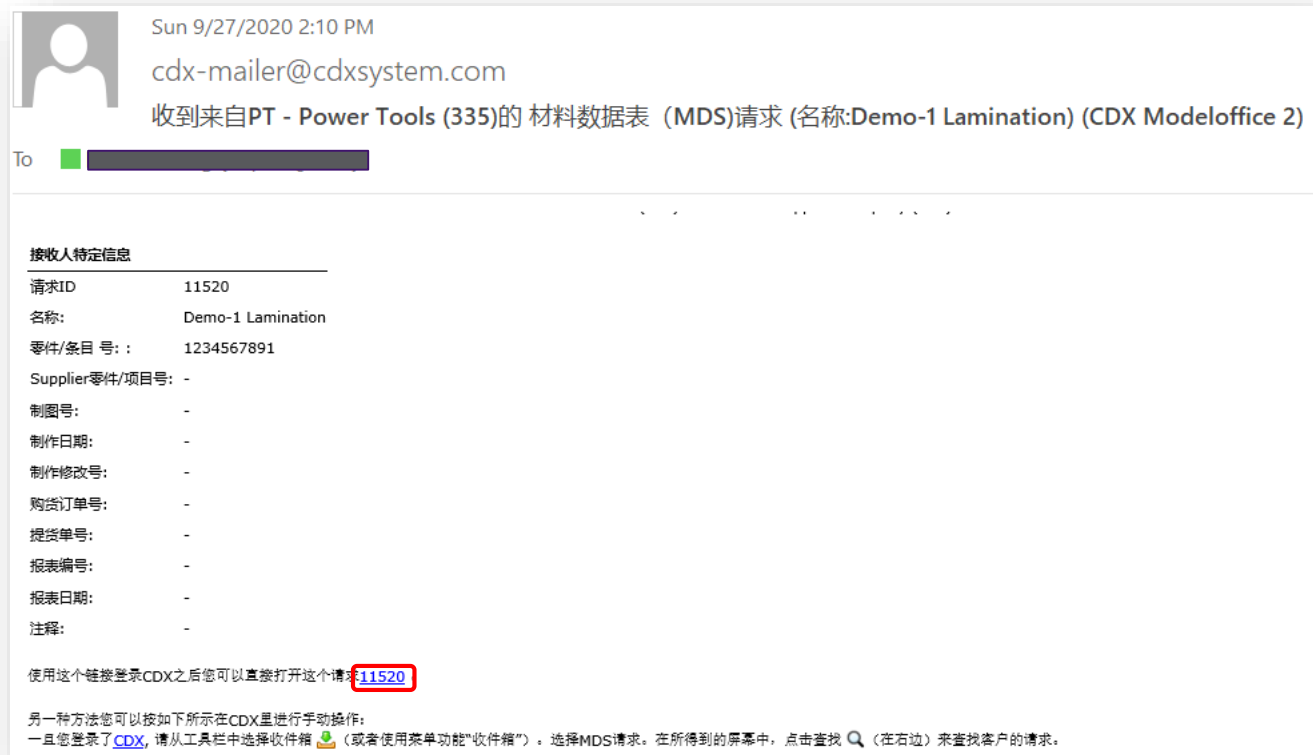 Sun 9/27/2020 2:10 PM
cdx-mailer@cdxsystem.com
收到来自PT - Power Tools (335)的 材料数据表（MDS)请求 (名称:Demo-1 Lamination) (CDX Modeloffice 2)
To
接收人特定信息
请求ID 11520
名称: Demo-1 Lamination
零件/条目 号: : 1234567891
Supplier零件/项目号: -
制图号: -
制作日期: -
制作修改号: -
购货订单号: -
提货单号: -
报表编号: -
报表日期: -
注释: -
使用这个链接登录CDX之后您可以直接打开这个请求11520
另一种方法您可以按如下所示在CDX里进行手动操作:
一旦您登录了CDX, 请从工具栏中选择收件箱 （或者使用菜单功能“收件箱”）。选择MDS请求。在所得到的屏幕中，点击查找 （在右边）来查找客户的请求。